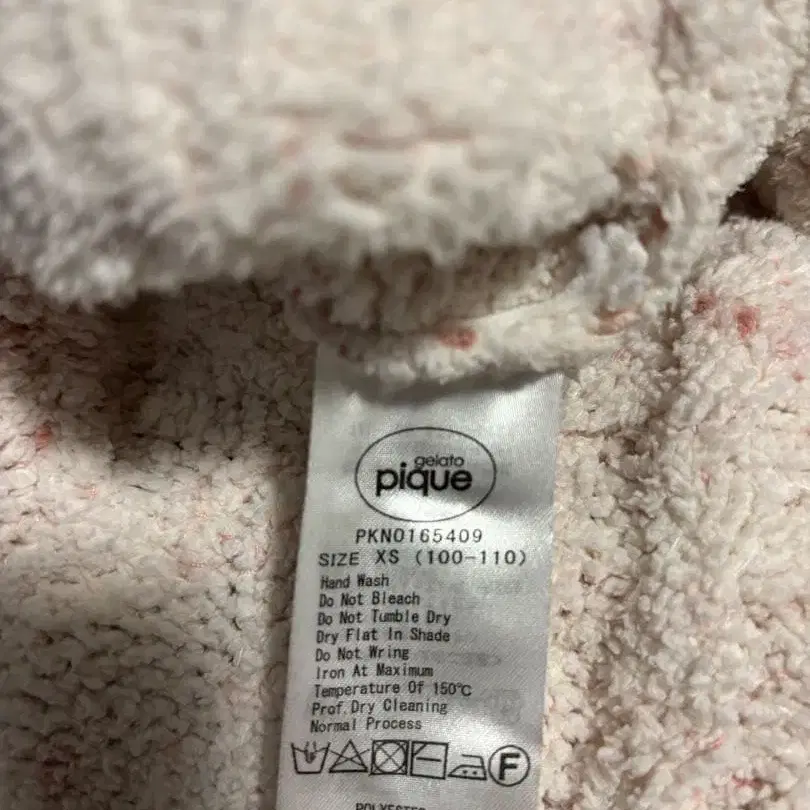 gelato
pique
PKN0165409
SIZE XS (100-110)
Hand Wash
Do Not Bleach
Do Not Tumble Dry
Dry Flat In Shade
Do Not Wring
Iron At Maximum
Temperature Of 150℃
Prof.Dry Cleaning
Normal Process
F
POLYESTER